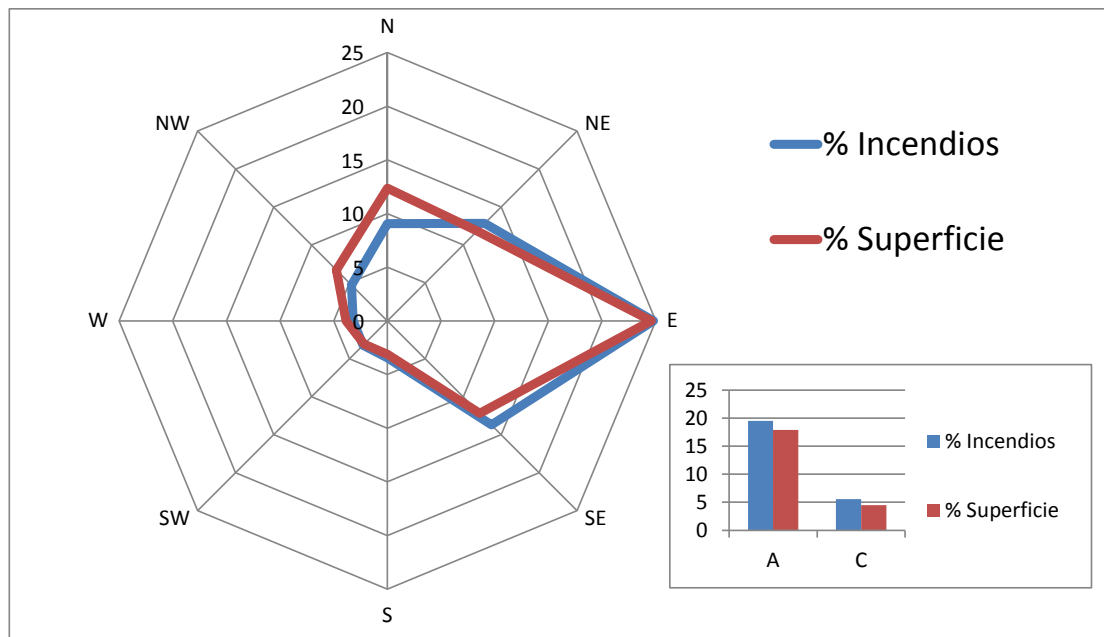 N
25
20
NW
NE
15
% Incendios
10
% Superficie
5
W
0
E
25
20
15
% Incendios
10
% Superficie
5
0
SW
SE
A
C
S